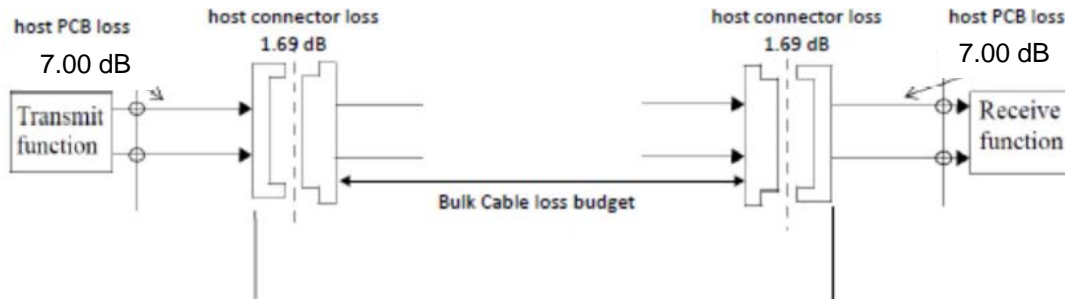 host PCB loss
7.00 dB
host connector loss
1.69 dB
host connector loss
1.69 dB
host PCB loss
7.00 dB
Transmit
function
Receive
function
Bulk Cable loss budget